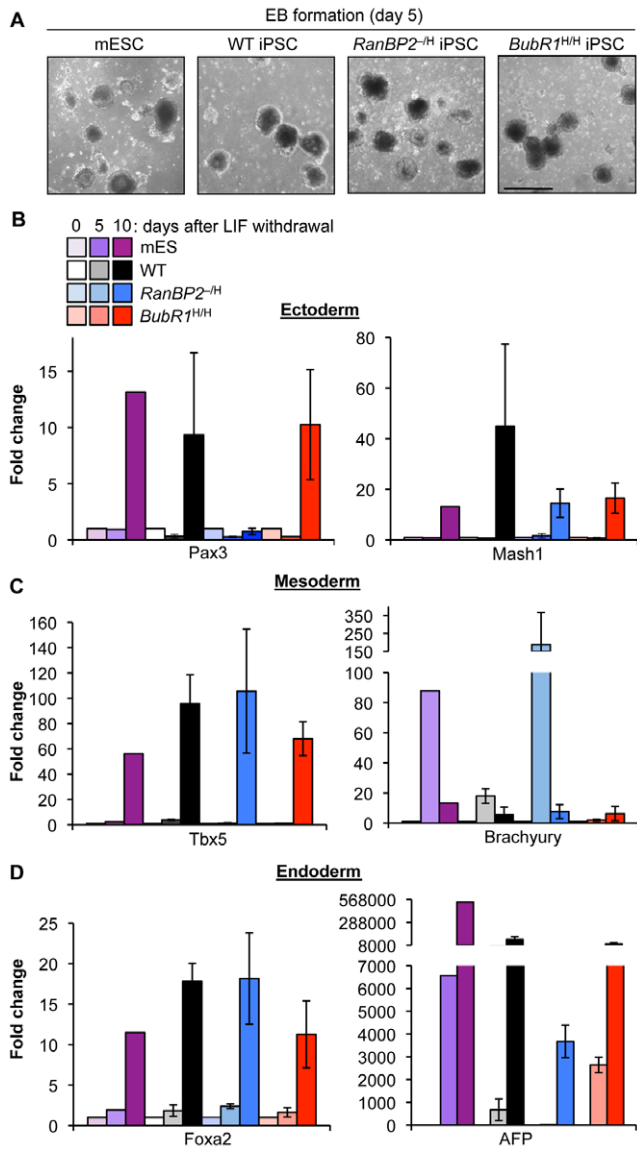 A
EB formation (day 5)
mESC WT iPSC RanBP2–/H iPSC BubR1H/H iPSC
B
0 5 10 : days after LIF withdrawal
mES
WT
RanBP2–/H
BubR1H/H
Ectoderm
Fold change
15
10
5
0
Pax3
80
60
40
20
0
Mash1
C
Mesoderm
Fold change
160
140
120
100
80
60
40
20
0
Tbx5
350
250
150
100
80
60
40
20
0
Brachyury
D
Endoderm
Fold change
25
20
15
10
5
0
Foxa2
568000
288000
8000
7000
6000
5000
4000
3000
2000
1000
0
AFP